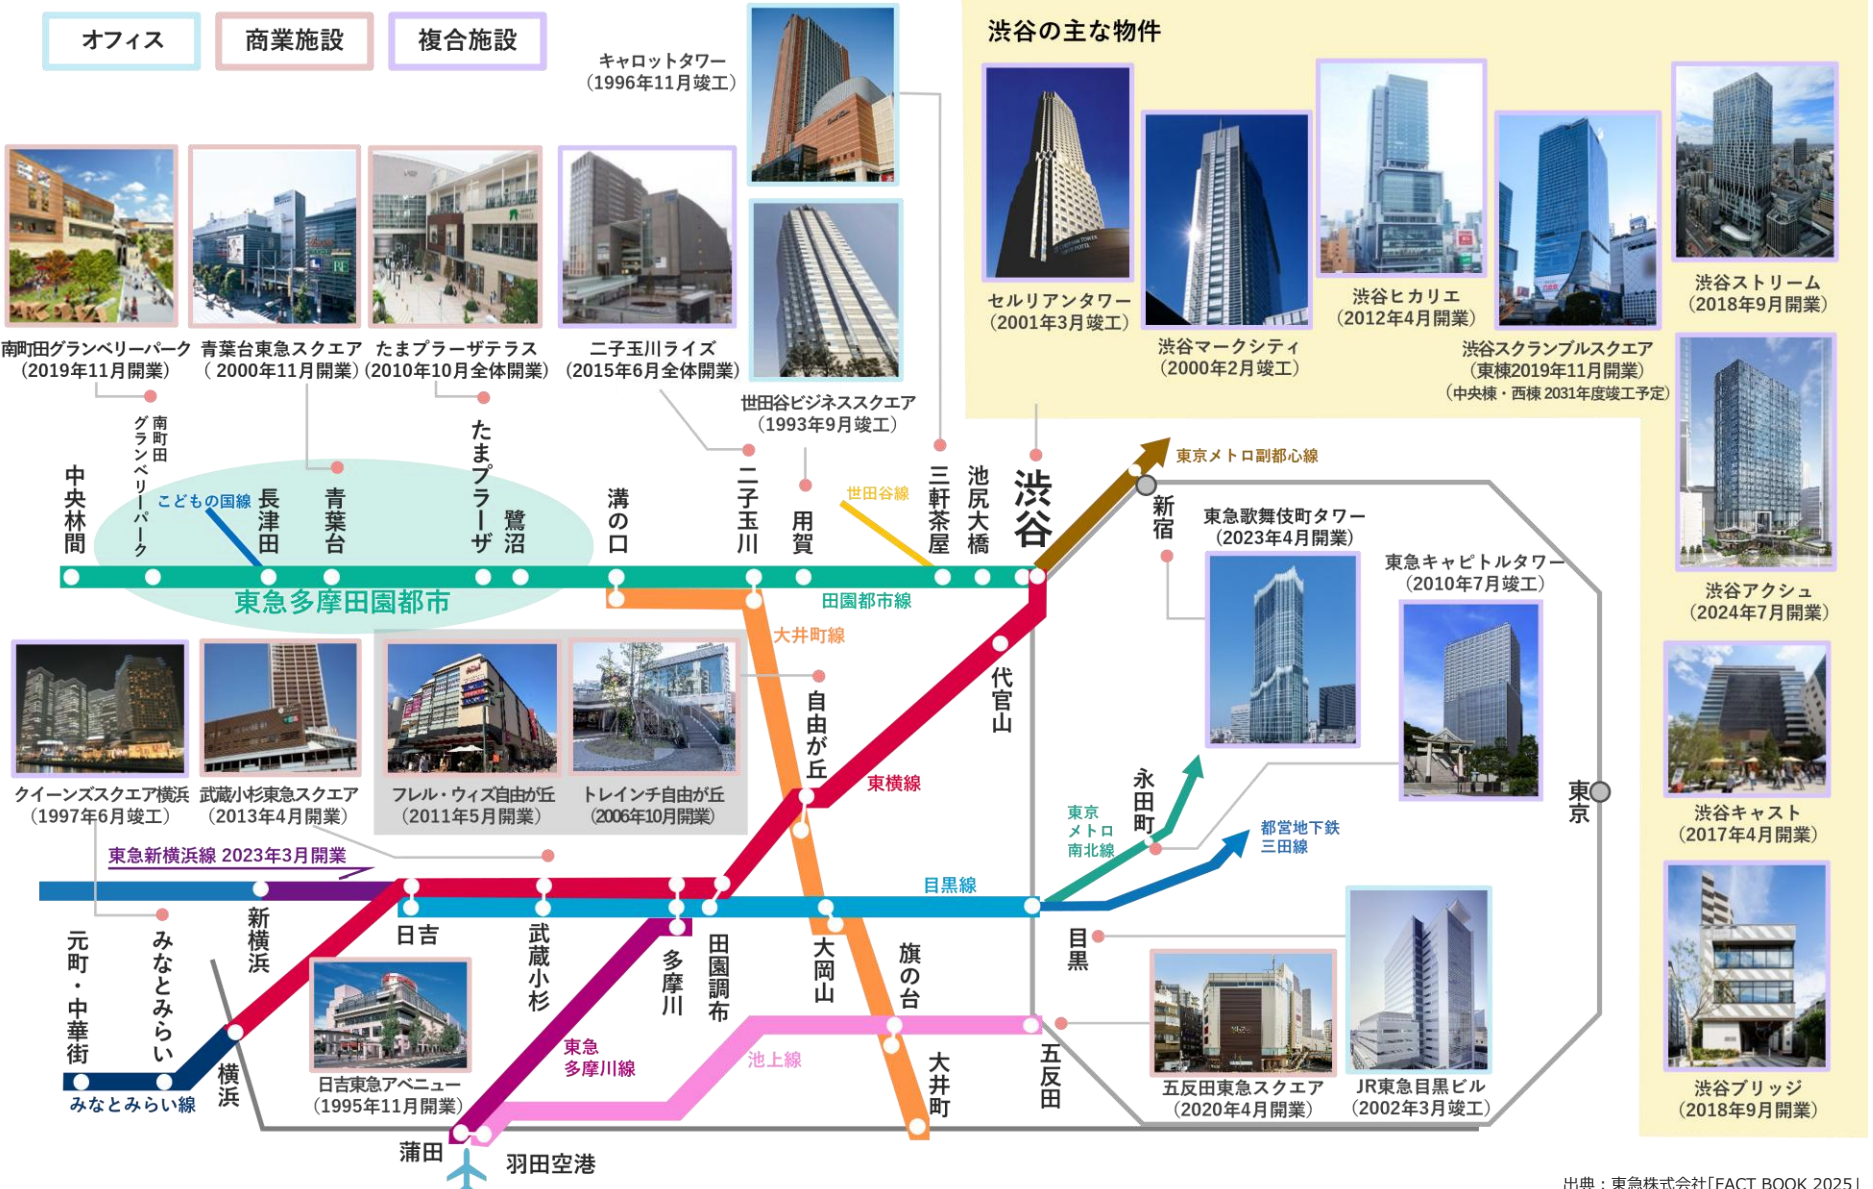 オフィス
商業施設
複合施設
キャロットタワー
（1996年11月竣工）
渋谷の主な物件
セルリアンタワー
（2001年3月竣工）
渋谷マークシティ
（2000年2月竣工）
渋谷ヒカリエ
（2012年4月開業）
渋谷スクランブルスクエア
（東棟2019年11月開業）
（中央棟・西棟 2031年度竣工予定）
渋谷ストリーム
（2018年9月開業）
南町田グランベリーパーク
（2019年11月開業）
青葉台東急スクエア
（ 2000年11月開業）
たまプラーザテラス
（2010年10月全体開業）
二子玉川ライズ
（2015年6月全体開業）
世田谷ビジネススクエア
（1993年9月竣工）
渋谷アクシュ
（2024年7月開業）
渋谷キャスト
（2017年4月開業）
渋谷ブリッジ
（2018年9月開業）
中央林間
南町田
グランベリーパーク
こどもの国線
長津田
青葉台
たまプラーザ
鷺沼
溝の口
二子玉川
用賀
世田谷線
三軒茶屋
池尻大橋
渋谷
東京メトロ副都心線
新宿
東急多摩田園都市
田園都市線
大井町線
東急歌舞伎町タワー
（2023年4月開業）
東急キャピトルタワー
（2010年7月竣工）
クイーンズスクエア横浜
（1997年6月竣工）
武蔵小杉東急スクエア
（2013年4月開業）
フレル・ウィズ自由が丘
（2011年5月開業）
トレインチ自由が丘
（2006年10月開業）
自由が丘
代官山
東横線
東京
永田町
東京
メトロ
南北線
都営地下鉄
三田線
東急新横浜線 2023年3月開業
目黒線
新横浜
日吉
武蔵小杉
多摩川
田園調布
大岡山
旗の台
目黒
元町・中華街
みなとみらい
横浜
みなとみらい線
日吉東急アベニュー
（1995年11月開業）
東急
多摩川線
池上線
大井町
五反田
五反田東急スクエア
（2020年4月開業）
JR東急目黒ビル
（2002年3月竣工）
蒲田
羽田空港
出典：東急株式会社｢FACT BOOK 2025｣